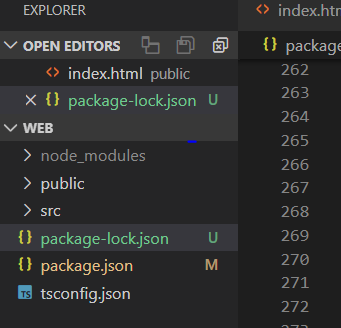 EXPLORER
index.htm
OPEN EDITORS
package
index.html public
package-lock.json U
WEB
node_modules
public
src
package-lock.json U
package.json M
TS tsconfig.json
262
263
264
265
266
267
268
269
270
271
272
273